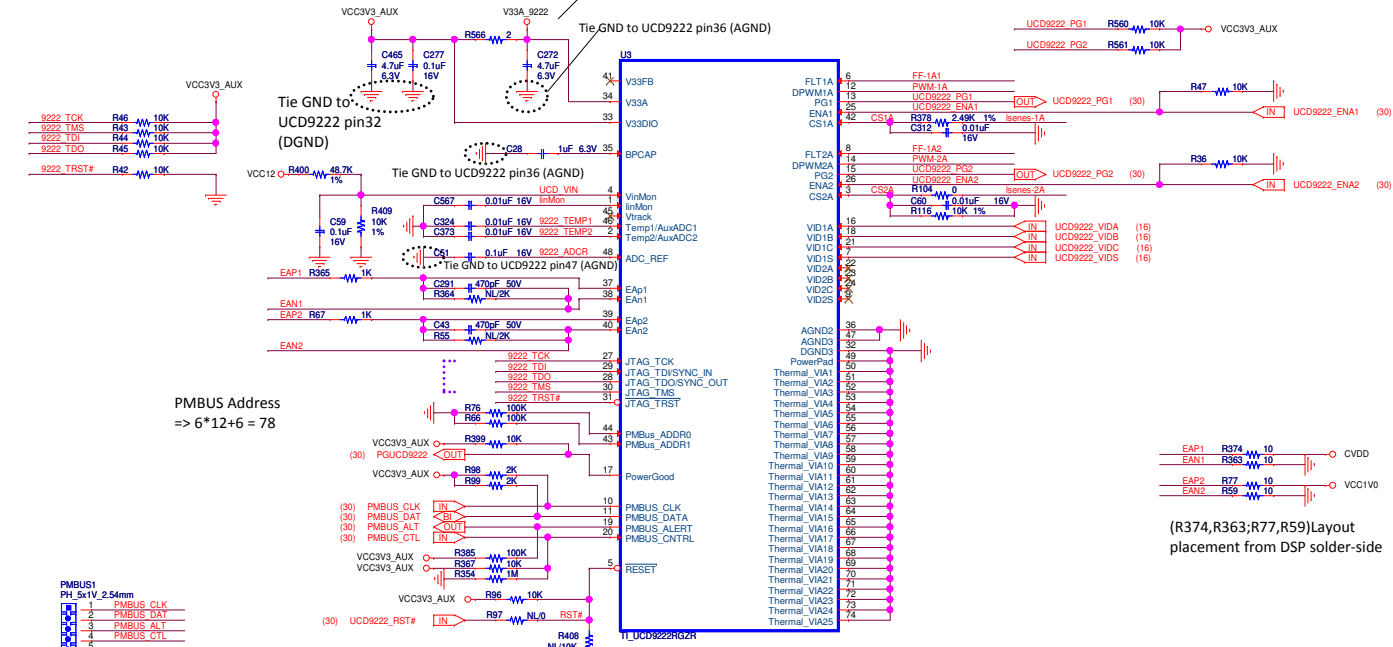 VCC3V3_AUX
V33A_9222
Tie GND to UCD9222 pin36 (AGND)
R566 2
C465
4.7uF
6.3V
C277
0.1uF
16V
C272
4.7uF
6.3V
Tie GND to
UCD9222 pin32
(DGND)
VCC3V3_AUX
9222_TCK R46 10K
9222_TMS R43 10K
9222_TDI R44 10K
9222_TDO R45 10K
9222_TRST# R42 10K
C28 1uF 6.3V
Tie GND to UCD9222 pin36 (AGND)
VCC12 R400 48.7K
1%
UCD_VIN
C567 0.01uF 16V IinMon
R409
10K
1%
C59
0.1uF
16V
C324 0.01uF 16V 9222_TEMP1
C373 0.01uF 16V 9222_TEMP2
C51 0.1uF 16V 9222_ADCR
Tie GND to UCD9222 pin47 (AGND)
EAP1 R365 1K
C291 470pF 50V
R364 NL/2K
EAN1
EAP2 R67 1K
C43 470pF 50V
R55 NL/2K
EAN2
9222_TCK
9222_TDI
9222_TDO
9222_TMS
9222_TRST#
PMBUS Address
=> 6*12+6 = 78
R76 100K
R66 100K
VCC3V3_AUX R399 10K
(30) PGUCD9222 OUT
VCC3V3_AUX R98 2K
R99 2K
(30) PMBUS_CLK IN
(30) PMBUS_DAT BI
(30) PMBUS_ALT OUT
(30) PMBUS_CTL IN
VCC3V3_AUX R385 100K
VCC3V3_AUX R367 10K
R354 1M
VCC3V3_AUX R96 10K
(30) UCD9222_RST# IN R97 NL/0 RST#
R408
NL/10K
PMBUS1
PH_5x1V_2.54mm
1 PMBUS_CLK
2 PMBUS_DAT
3 PMBUS_ALT
4 PMBUS_CTL
5
U3
41 V33FB
34 V33A
33 V33DIO
35 BPCAP
4 VinMon
1 IinMon
45 Vtrack
46 Temp1/AuxADC1
2 Temp2/AuxADC2
48 ADC_REF
37 EAp1
38 EAn1
39 EAp2
40 EAn2
27 JTAG_TCK
29 JTAG_TDI/SYNC_IN
28 JTAG_TDO/SYNC_OUT
30 JTAG_TMS
31 JTAG_TRST
44 PMBus_ADDR0
43 PMBus_ADDR1
17 PowerGood
10 PMBUS_CLK
11 PMBUS_DATA
19 PMBUS_ALERT
20 PMBUS_CNTRL
5 RESET
TI_UCD9222RGZR
FLT1A 6 FF-1A1
DPWM1A 12 PWM-1A
PG1 13 UCD9222_PG1 OUT UCD9222_PG1 (30)
ENA1 25 UCD9222_ENA1
CS1A 42 CS1A R378 2.49K 1% Isenes-1A
C312 0.01uF
16V
FLT2A 8 FF-1A2
DPWM2A 14 PWM-2A
PG2 15 UCD9222_PG2 OUT UCD9222_PG2 (30)
ENA2 26 UCD9222_ENA2
CS2A 3 CS2A R104 0 Isenes-2A
C60 0.01uF 16V
R116 10K 1%
VID1A 16 IN UCD9222_VIDA (16)
VID1B 18 IN UCD9222_VIDB (16)
VID1C 21 IN UCD9222_VIDC (16)
VID1S 7 IN UCD9222_VIDS (16)
VID2A 22
VID2B 23
VID2C 24
VID2S 9
AGND2 36
AGND3 47
DGND3 32
PowerPad 49
Thermal_VIA1 50
Thermal_VIA2 51
Thermal_VIA3 52
Thermal_VIA4 53
Thermal_VIA5 54
Thermal_VIA6 55
Thermal_VIA7 56
Thermal_VIA8 57
Thermal_VIA9 58
Thermal_VIA10 59
Thermal_VIA11 60
Thermal_VIA12 61
Thermal_VIA13 62
Thermal_VIA14 63
Thermal_VIA15 64
Thermal_VIA16 65
Thermal_VIA17 66
Thermal_VIA18 67
Thermal_VIA19 68
Thermal_VIA20 69
Thermal_VIA21 70
Thermal_VIA22 71
Thermal_VIA23 72
Thermal_VIA24 73
Thermal_VIA25 74
UCD9222_PG1 R560 10K VCC3V3_AUX
UCD9222_PG2 R561 10K
R47 10K
IN UCD9222_ENA1 (30)
R36 10K
IN UCD9222_ENA2 (30)
EAP1 R374 10 CVDD
EAN1 R363 10
EAP2 R77 10 VCC1V0
EAN2 R59 10
(R374,R363;R77,R59)Layout
placement from DSP solder-side